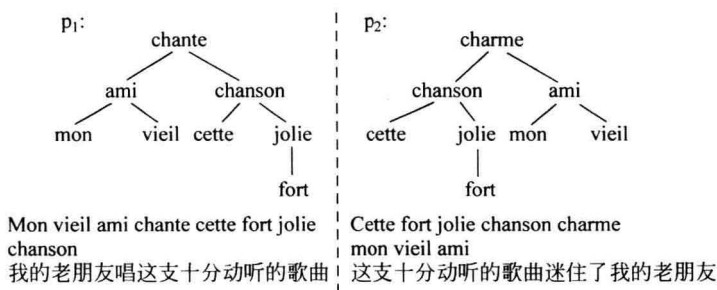 p₁:
chante
ami chanson
mon vieil cette jolie
fort
Mon vieil ami chante cette fort jolie
chanson
我的老朋友唱这支十分动听的歌曲
p₂:
charme
chanson ami
cette jolie mon vieil
fort
Cette fort jolie chanson charme
mon vieil ami
这支十分动听的歌曲迷住了我的老朋友